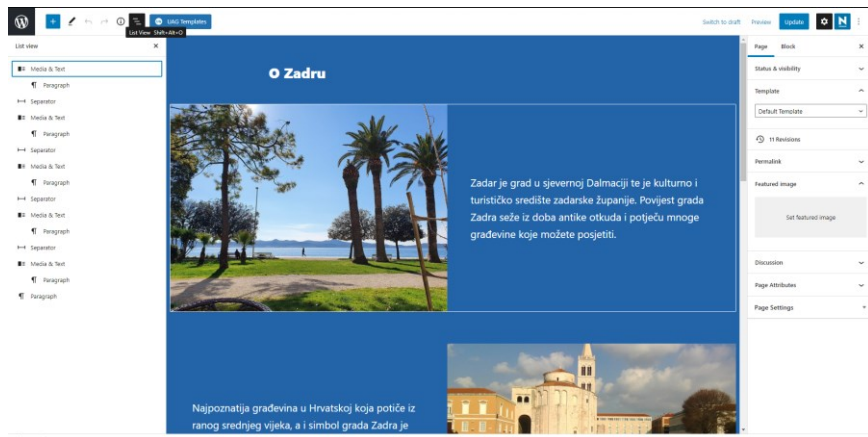 UAG Templates
Switch to draft
Preview
Update
List View Shift+Alt+O
List view
Media & Text
Paragraph
Separator
Media & Text
Paragraph
Separator
Media & Text
Paragraph
Separator
Media & Text
Paragraph
Separator
Media & Text
Paragraph
Paragraph
O Zadru
Zadar je grad u sjevernoj Dalmaciji te je kulturno i
turističko središte zadarske županije. Povijest grada
Zadra seže iz doba antike otkuda i potječu mnoge
građevine koje možete posjetiti.
Najpoznatija građevina u Hrvatskoj koja potiče iz
ranog srednjeg vijeka, a i simbol grada Zadra je
Page
Block
Status & visibility
Template
Default Template
11 Revisions
Permalink
Featured image
Set featured image
Discussion
Page Attributes
Page Settings